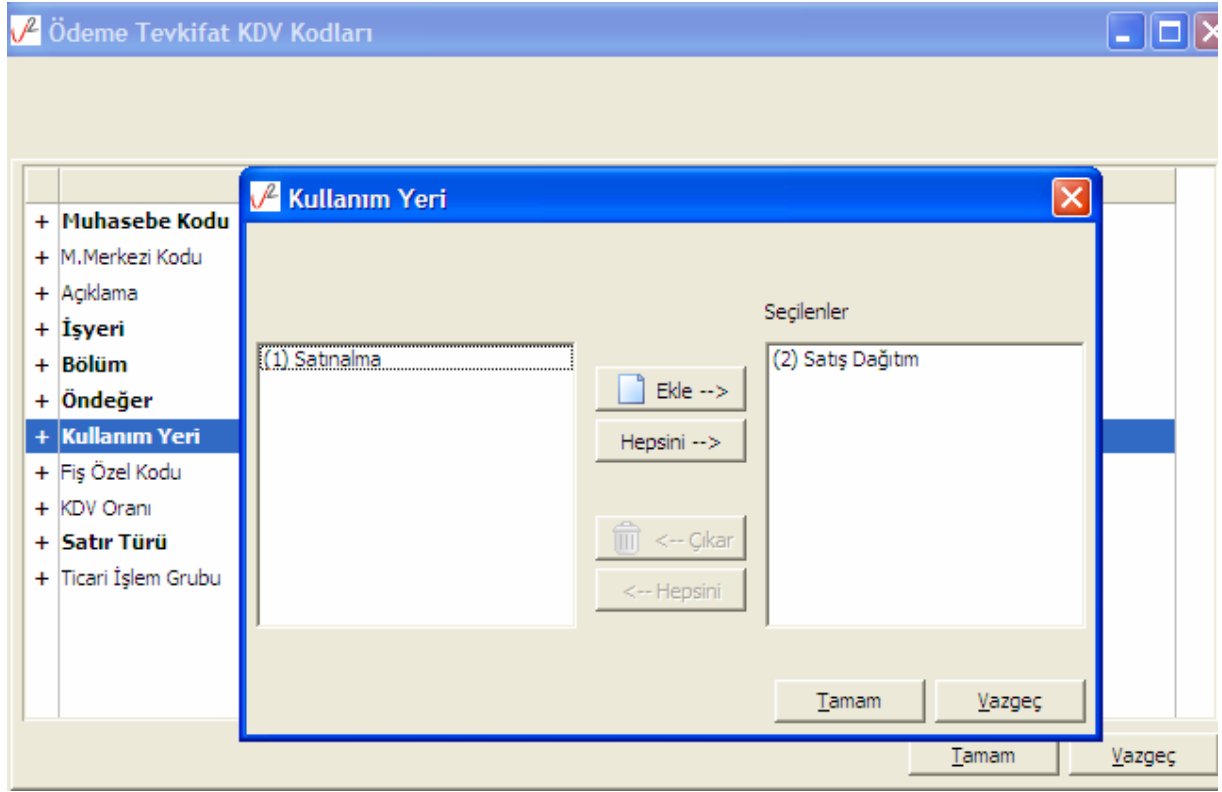 Ödeme Tevkifat KDV Kodları
+ Muhasebe Kodu
+ M.Merkezi Kodu
+ Açıklama
+ İşyeri
+ Bölüm
+ Öndeğer
+ Kullanım Yeri
+ Fiş Özel Kodu
+ KDV Oranı
+ Satır Türü
+ Ticari İşlem Grubu
Kullanım Yeri
Seçilenler
(1) Satınalma
(2) Satış Dağıtım
Ekle -->
Hepsini -->
<-- Çıkar
<-- Hepsini
Tamam Vazgeç
Tamam Vazgeç